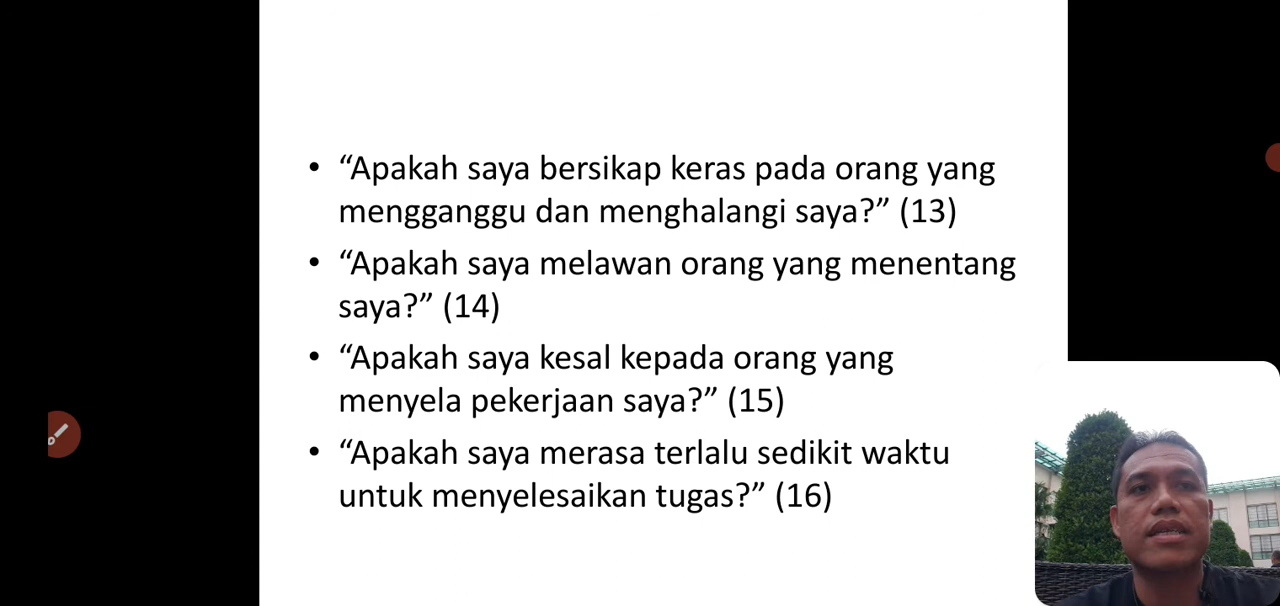 • “Apakah saya bersikap keras pada orang yang
mengganggu dan menghalangi saya?” (13)
• “Apakah saya melawan orang yang menentang
saya?” (14)
• “Apakah saya kesal kepada orang yang
menyela pekerjaan saya?” (15)
• “Apakah saya merasa terlalu sedikit waktu
untuk menyelesaikan tugas?” (16)